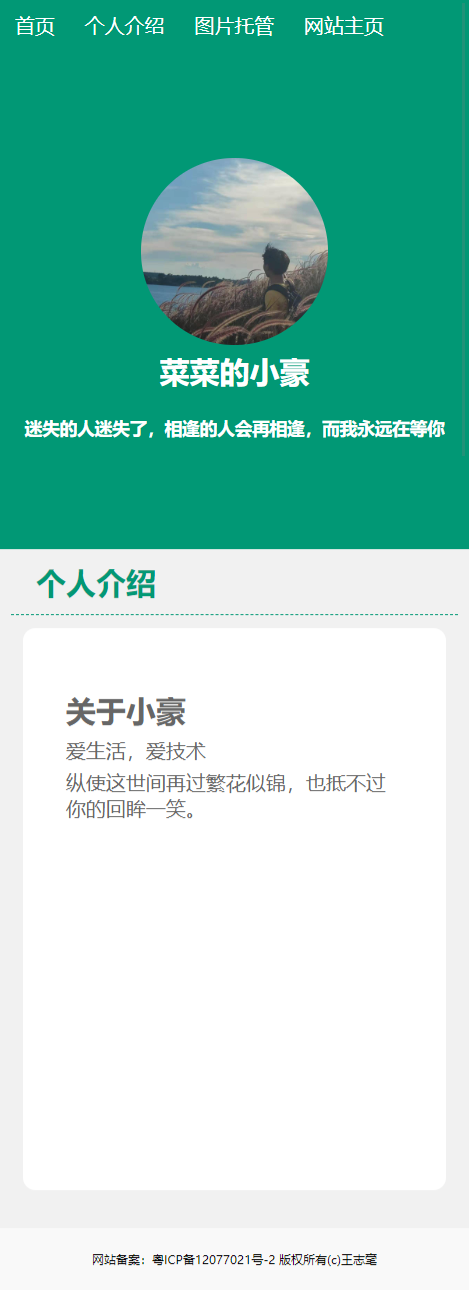 首页 个人介绍 图片托管 网站主页
菜菜的小豪
迷失的人迷失了，相逢的人会再相逢，而我永远在等你
个人介绍
关于小豪
爱生活，爱技术
纵使这世间再过繁花似锦，也抵不过
你的回眸一笑。
网站备案：粤ICP备12077021号-2 版权所有(c)王志